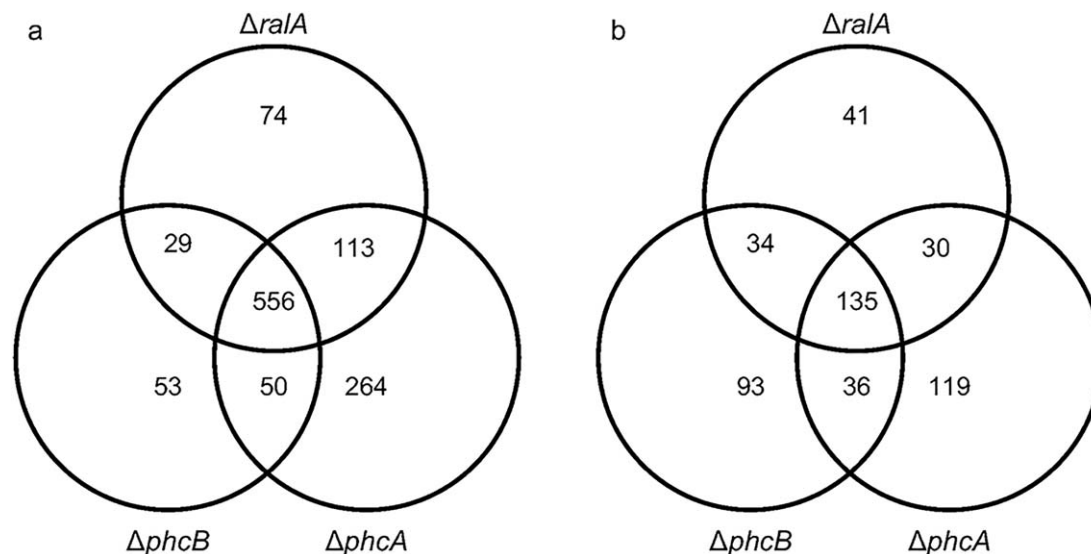 a
ΔralA
74
29
113
556
53
50
264
ΔphcB
ΔphcA
b
ΔralA
41
34
30
135
93
36
119
ΔphcB
ΔphcA